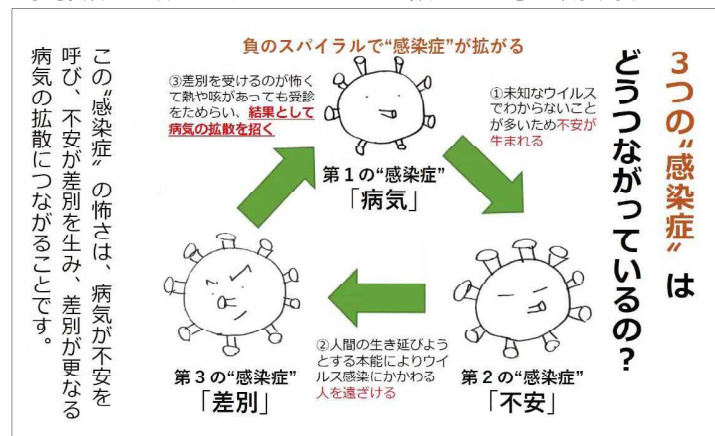 3つの“感染症”は
どうつながっているの?
負のスパイラルで“感染症”が拡がる
①未知なウイルス
でわからないこと
が多いため不安が
生まれる
第1の“感染症”
「病気」
第2の“感染症”
「不安」
②人間の生き延びよう
とする本能によりウイ
ルス感染にかかわる
人を遠ざける
第3の“感染症”
「差別」
③差別を受けるのが怖く
て熱や咳があっても受診
をためらい、結果として
病気の拡散を招く
この“感染症”の怖さは、病気が不安を
呼び、不安が差別を生み、差別が更なる
病気の拡散につながることです。